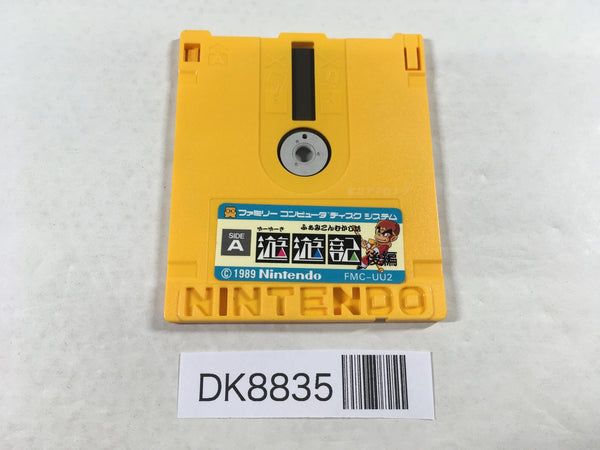 ファミリー コンピュータ ディスク システム
SIDE
A
ゆーゆーき
ふぁみこんむかし話
遊遊記
後編
©1989 Nintendo
FMC-UU2
NINTENDO
DK8835